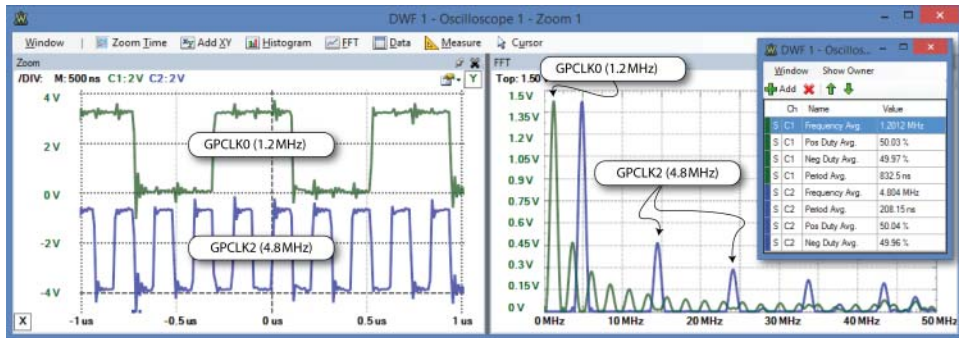 DWF 1 - Oscilloscope 1 - Zoom 1
Window Zoom Time Add XY Histogram FFT Data Measure Cursor
Zoom
/DIV: M: 500 ns C1: 2 V C2: 2 V Y
4 V
2 V
0 V
-2 V
-4 V
GPCLK0 (1.2 MHz)
GPCLK2 (4.8 MHz)
X
-1 us -0.5 us 0 us 0.5 us 1 us
FFT
Top: 1.50 V
1.5 V
1.35 V
1.2 V
1.05 V
0.9 V
0.75 V
0.6 V
0.45 V
0.3 V
0.15 V
0 V
GPCLK0 (1.2 MHz)
GPCLK2 (4.8 MHz)
0 MHz 10 MHz 20 MHz 30 MHz 40 MHz 50 MHz
DWF 1 - Oscillos...
Window Show Owner
Add
Ch Name Value
S C1 Frequency Avg. 1.2012 MHz
S C1 Pos Duty Avg. 50.03 %
S C1 Neg Duty Avg. 49.97 %
S C1 Period Avg. 832.5 ns
S C2 Frequency Avg. 4.804 MHz
S C2 Period Avg. 208.15 ns
S C2 Pos Duty Avg. 50.04 %
S C2 Neg Duty Avg. 49.96 %